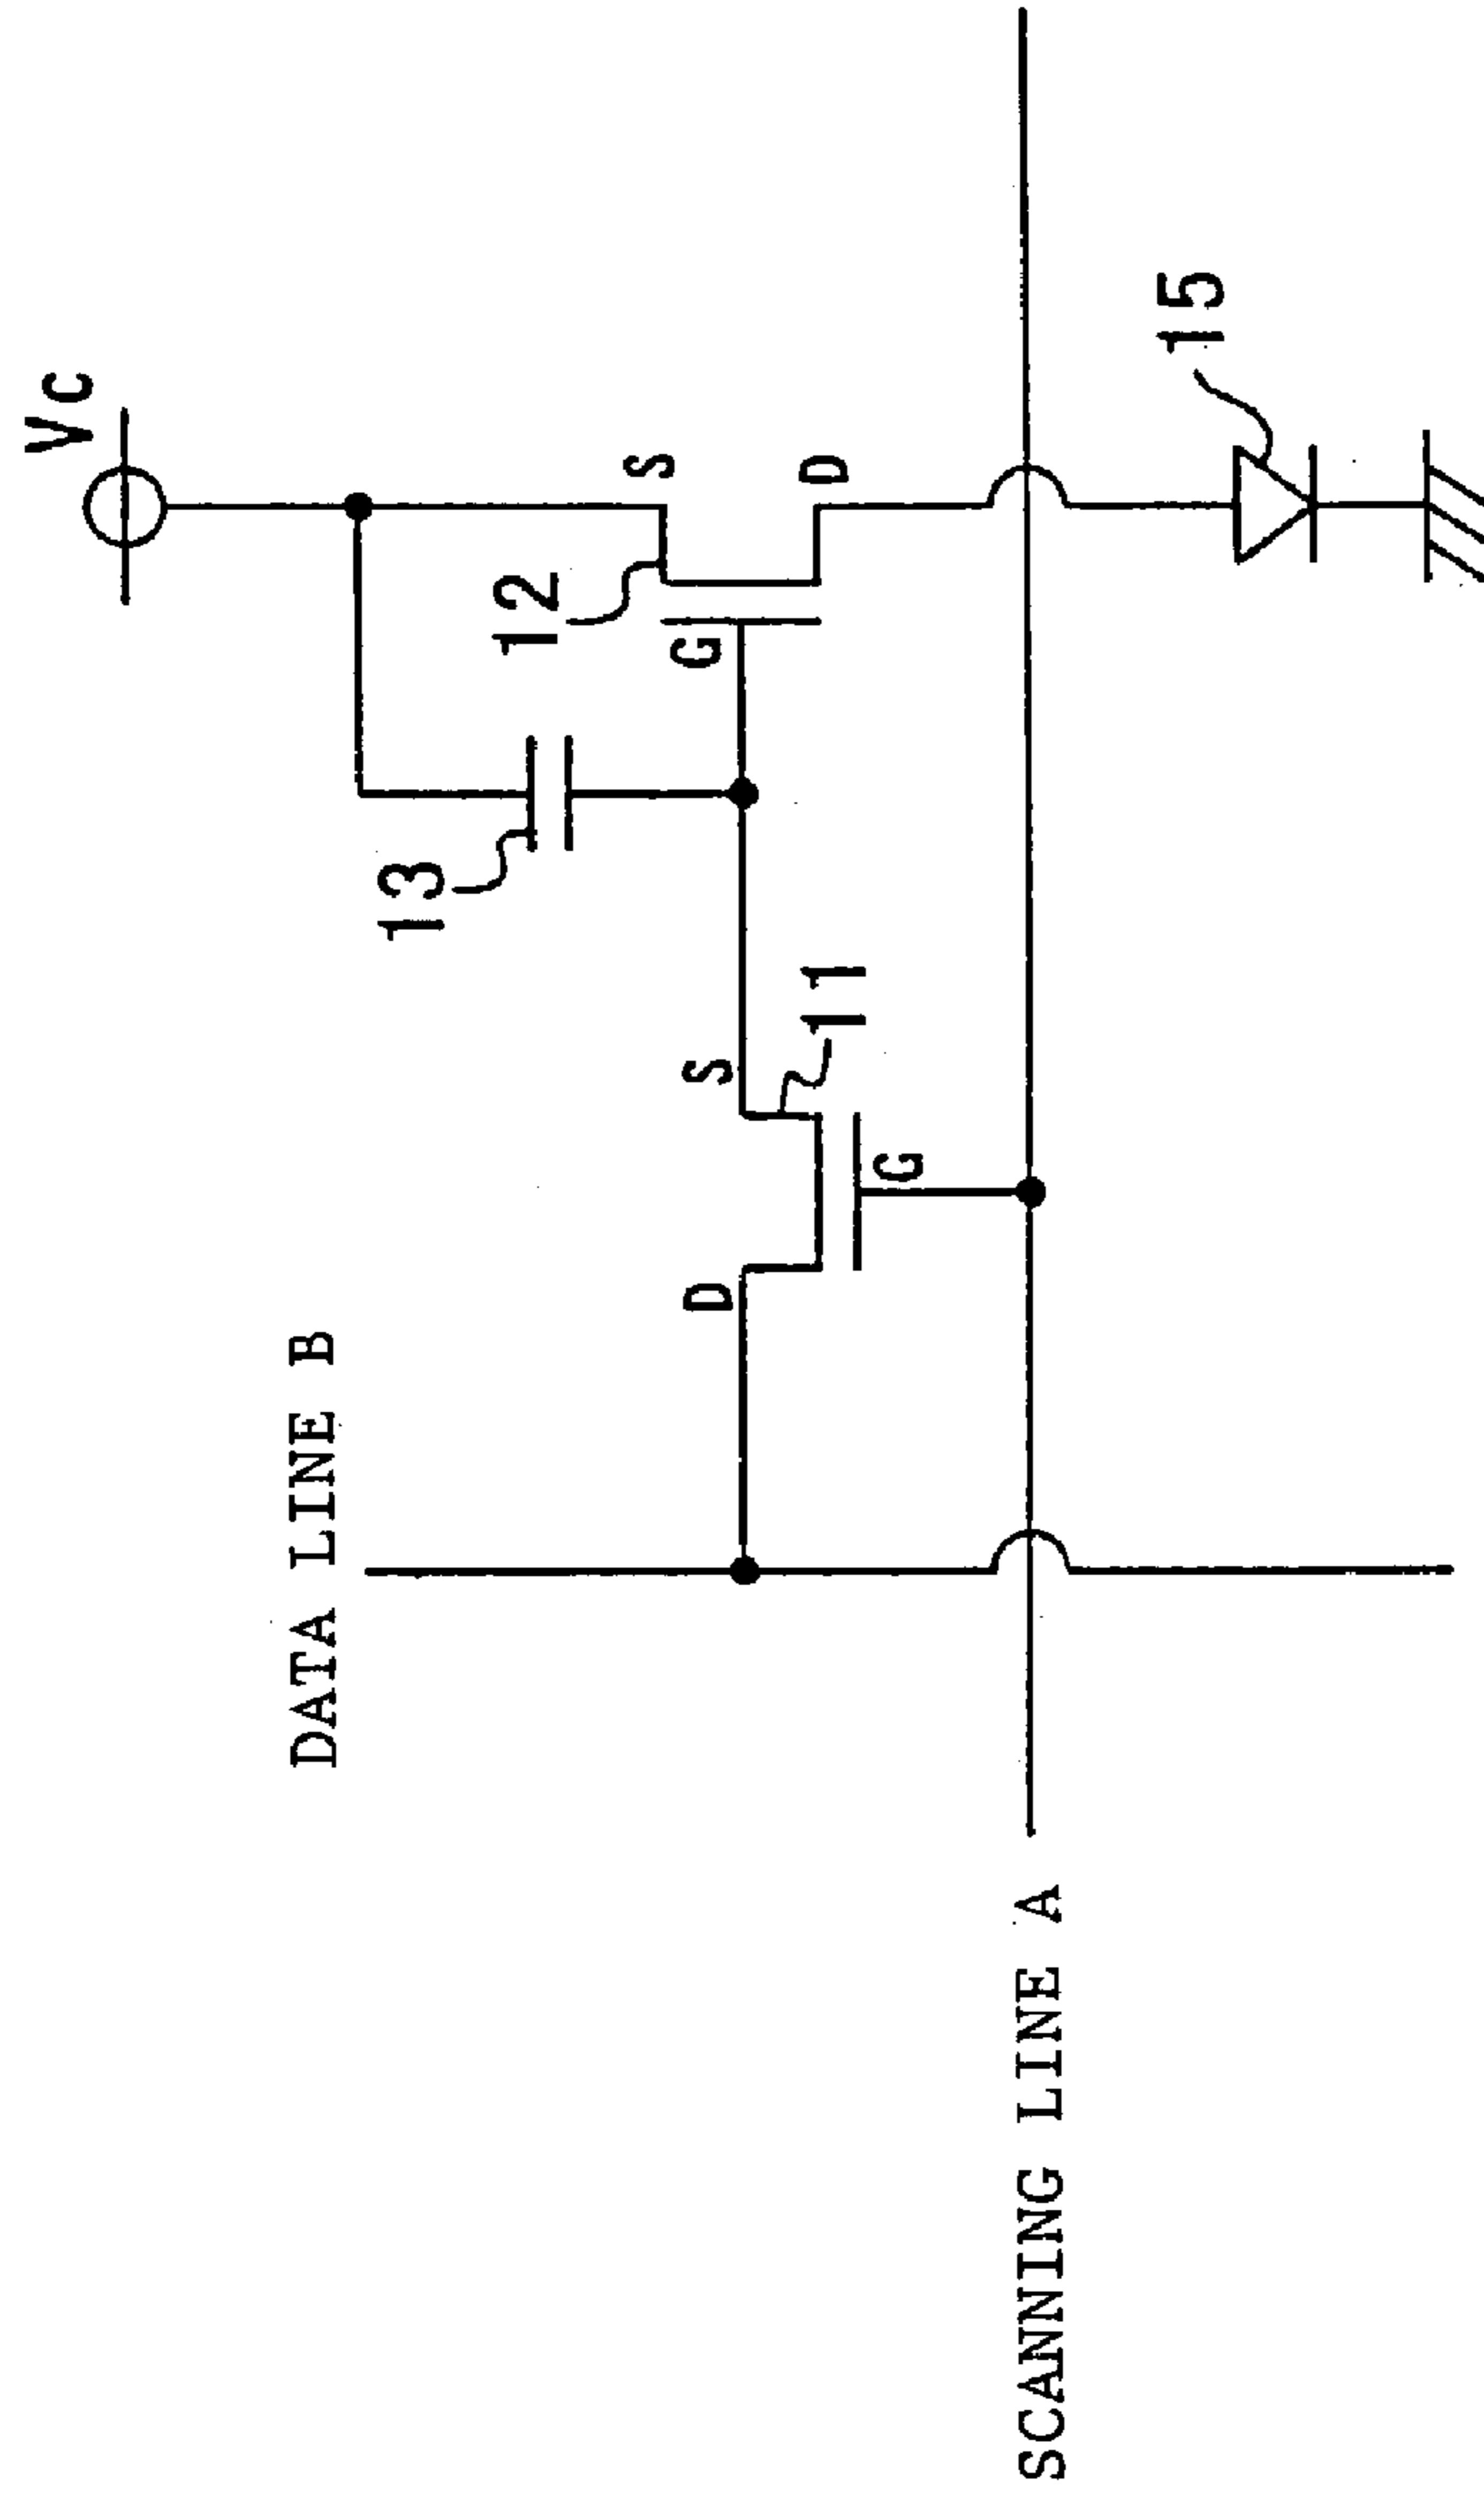 Vc
DATA LINE B
13
12
S
G
D
S
D
11
G
15
SCANNING LINE A